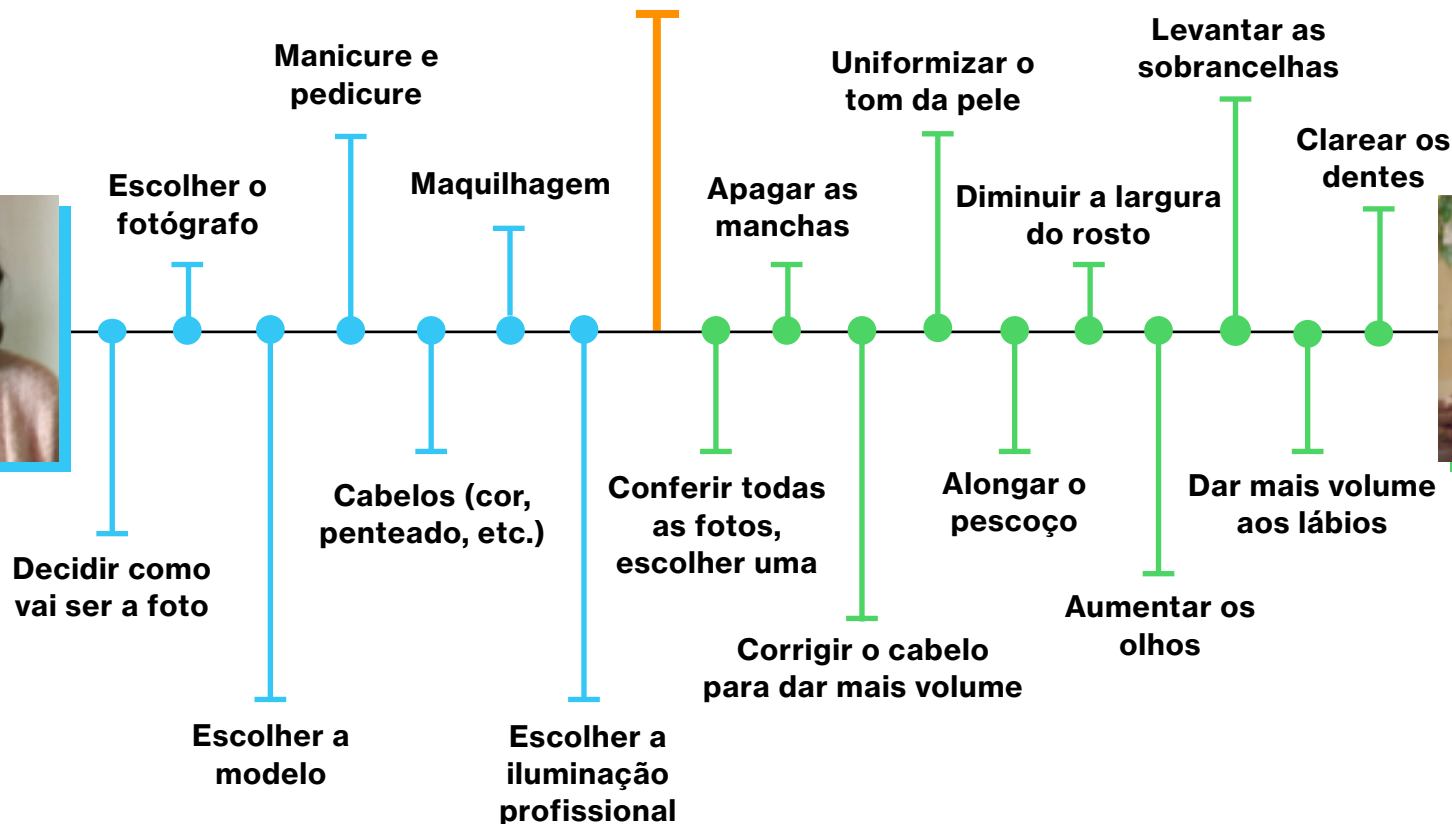 Decidir como
vai ser a foto
Escolher o
fotógrafo
Escolher a
modelo
Manicure e
pedicure
Cabelos (cor,
penteado, etc.)
Maquilhagem
Escolher a
iluminação
profissional
Conferir todas
as fotos,
escolher uma
Apagar as
manchas
Corrigir o cabelo
para dar mais volume
Uniformizar o
tom da pele
Alongar o
pescoço
Diminuir a largura
do rosto
Aumentar os
olhos
Levantar as
sobrancelhas
Dar mais volume
aos lábios
Clarear os
dentes